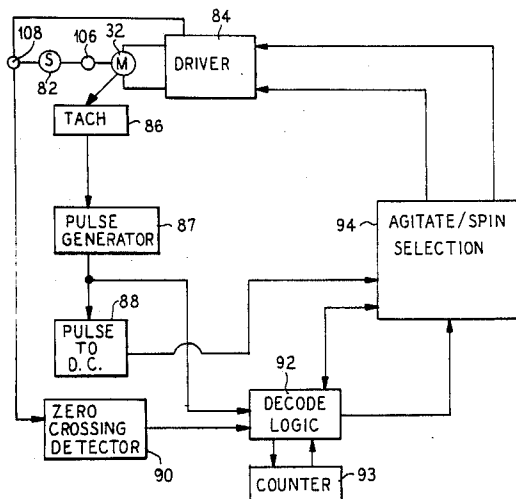 108
S
82
106
32
M
84
DRIVER
TACH
86
PULSE
GENERATOR
87
94
AGITATE/SPIN
SELECTION
88
PULSE
TO
D.C.
92
DECODE
LOGIC
ZERO
CROSSING
DETECTOR
90
COUNTER
93